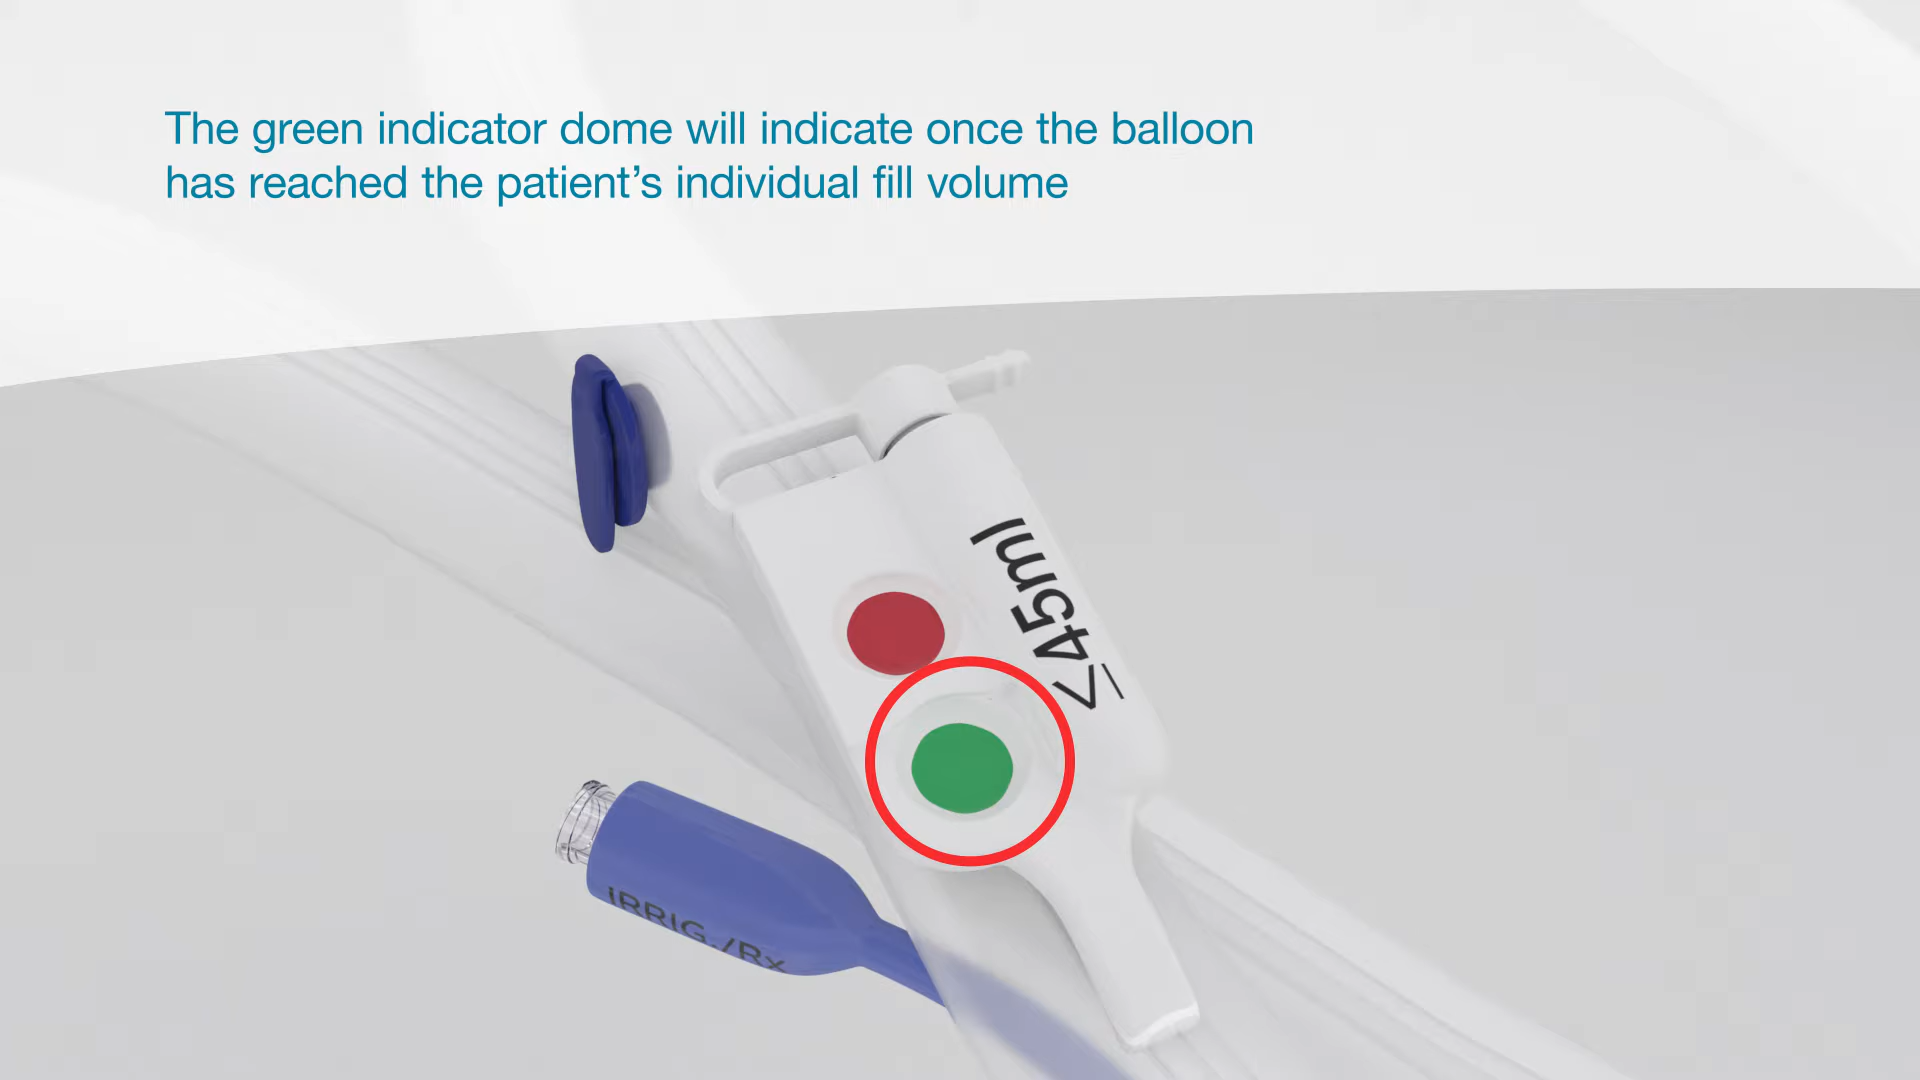 The green indicator dome will indicate once the balloon
has reached the patient’s individual fill volume
≤45ml
iRRIG./Rx